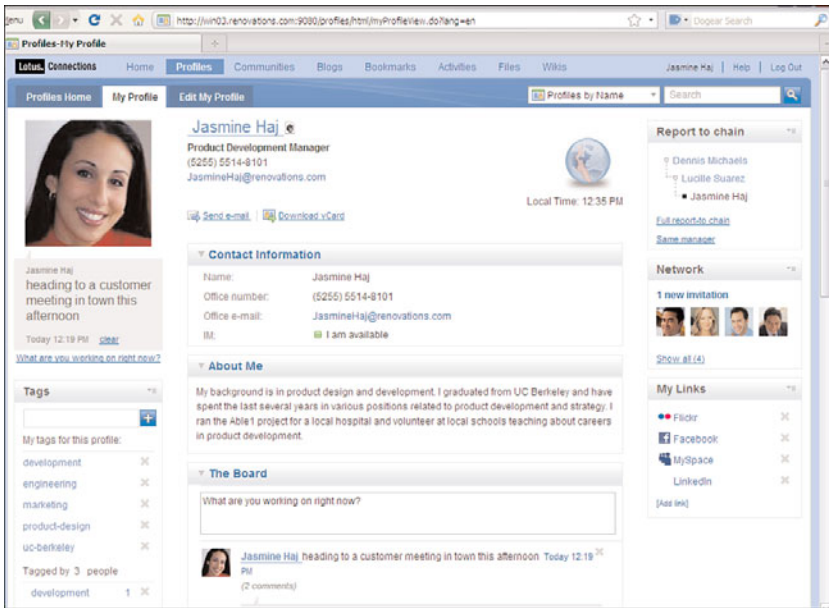 http://win03.renovations.com:9080/profiles/html/myProfileView.do?lang=en
Dogear Search
Profiles-My Profile
Lotus. Connections Home Profiles Communities Blogs Bookmarks Activities Files Wikis Jasmine Haj | Help | Log Out
Profiles Home My Profile Edit My Profile Profiles by Name Search
Jasmine Haj
Product Development Manager
(5255) 5514-8101
JasmineHaj@renovations.com
Local Time: 12:35 PM
Send e-mail Download vCard
Jasmine Haj
heading to a customer
meeting in town this
afternoon
Today 12:19 PM clear
What are you working on right now?
Tags
My tags for this profile:
development
engineering
marketing
product-design
uc-berkeley
Tagged by 3 people
development 1
Contact Information
Name: Jasmine Haj
Office number: (5255) 5514-8101
Office e-mail: JasmineHaj@renovations.com
IM: I am available
About Me
My background is in product design and development. I graduated from UC Berkeley and have
spent the last several years in various positions related to product development and strategy. I
ran the Able1 project for a local hospital and volunteer at local schools teaching about careers
in product development.
The Board
What are you working on right now?
Jasmine Haj heading to a customer meeting in town this afternoon Today 12:19
PM
(2 comments)
Report to chain
Dennis Michaels
Lucille Suarez
Jasmine Haj
Full report-to chain
Same manager
Network
1 new invitation
Show all (4)
My Links
Flickr
Facebook
MySpace
LinkedIn
[Add link]